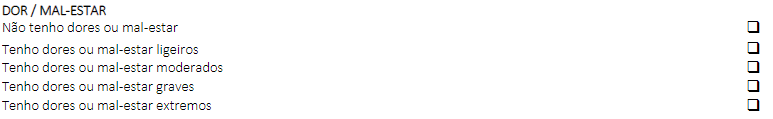 DOR / MAL-ESTAR
Não tenho dores ou mal-estar ❑
Tenho dores ou mal-estar ligeiros ❑
Tenho dores ou mal-estar moderados ❑
Tenho dores ou mal-estar graves ❑
Tenho dores ou mal-estar extremos ❑